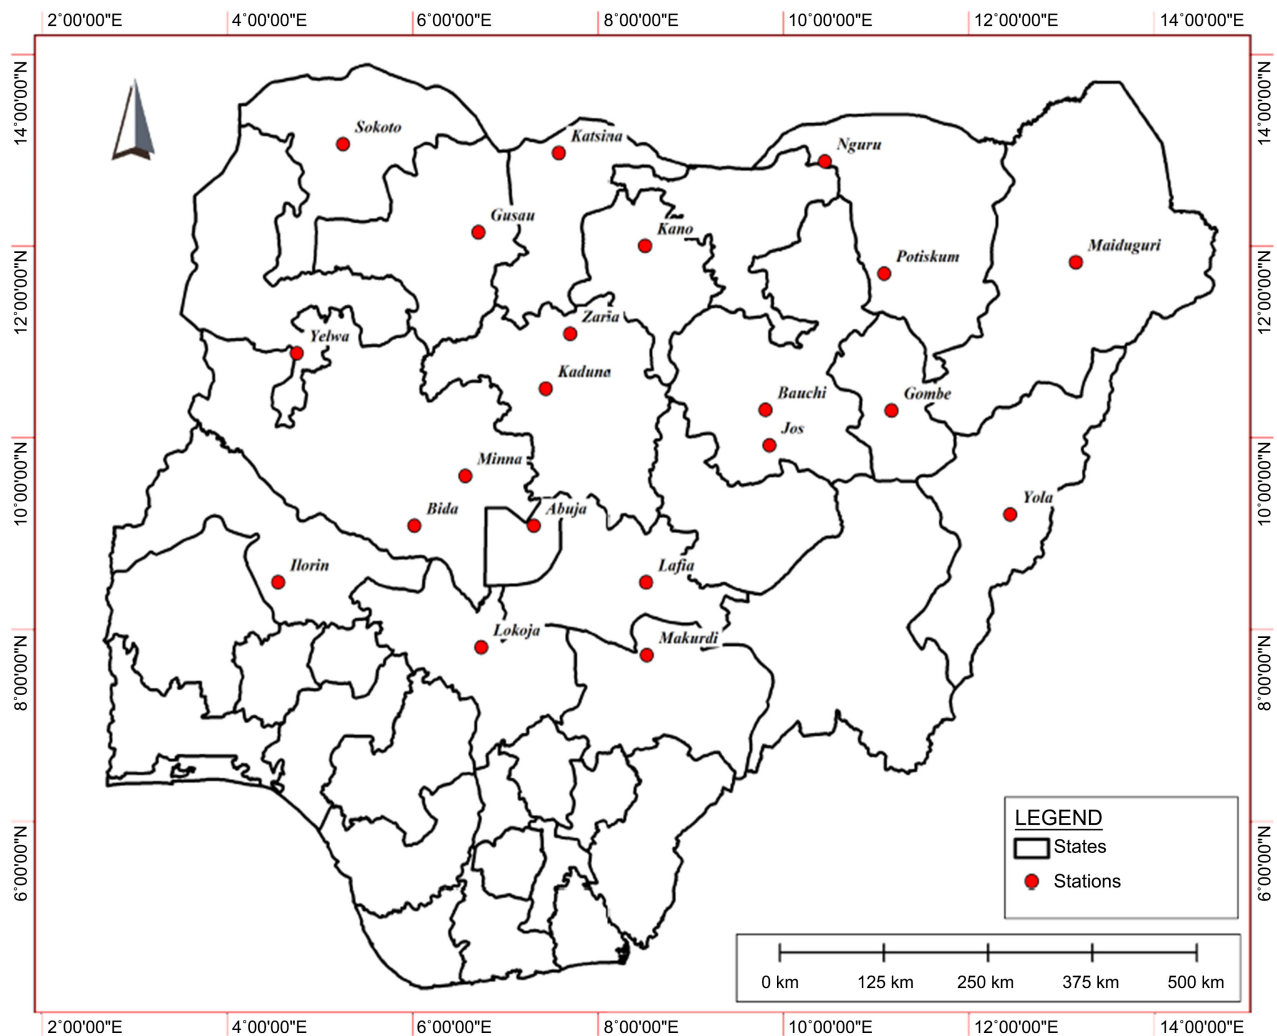 2°00'00"E 4°00'00"E 6°00'00"E 8°00'00"E 10°00'00"E 12°00'00"E 14°00'00"E
14°00'00"N
14°00'00"N
Sokoto
Katsina
Nguru
Gusau
Kano
Maiduguri
Potiskum
12°00'00"N
12°00'00"N
Zaria
Yelwa
Kaduna
Bauchi
Gombe
Jos
10°00'00"N
10°00'00"N
Minna
Yola
Bida
Abuja
Ilorin
Lafia
Lokoja
Makurdi
8°00'00"N
8°00'00"N
LEGEND
States
Stations
6°00'00"N
6°00'00"N
0 km 125 km 250 km 375 km 500 km
2°00'00"E 4°00'00"E 6°00'00"E 8°00'00"E 10°00'00"E 12°00'00"E 14°00'00"E